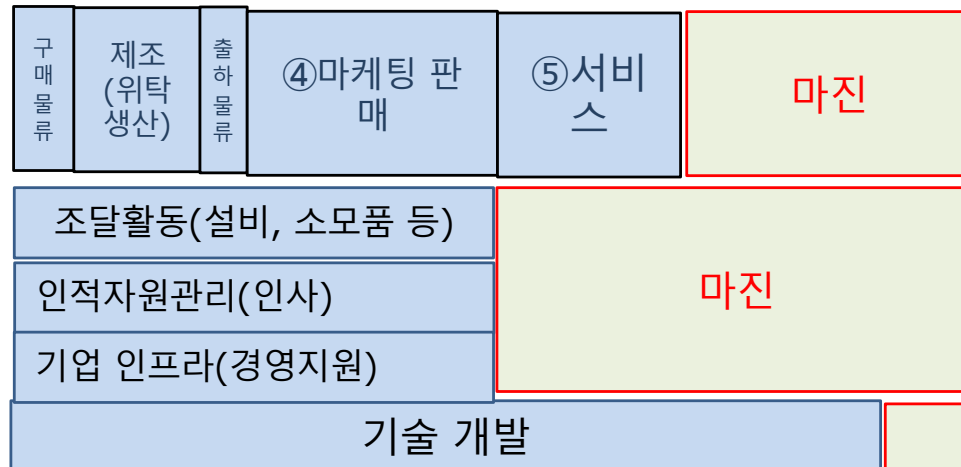 구
매
물
류
제조
(위탁
생산)
출
하
물
류
④마케팅 판
매
⑤서비
스
마진
조달활동(설비, 소모품 등)
인적자원관리(인사)
기업 인프라(경영지원)
마진
기술 개발